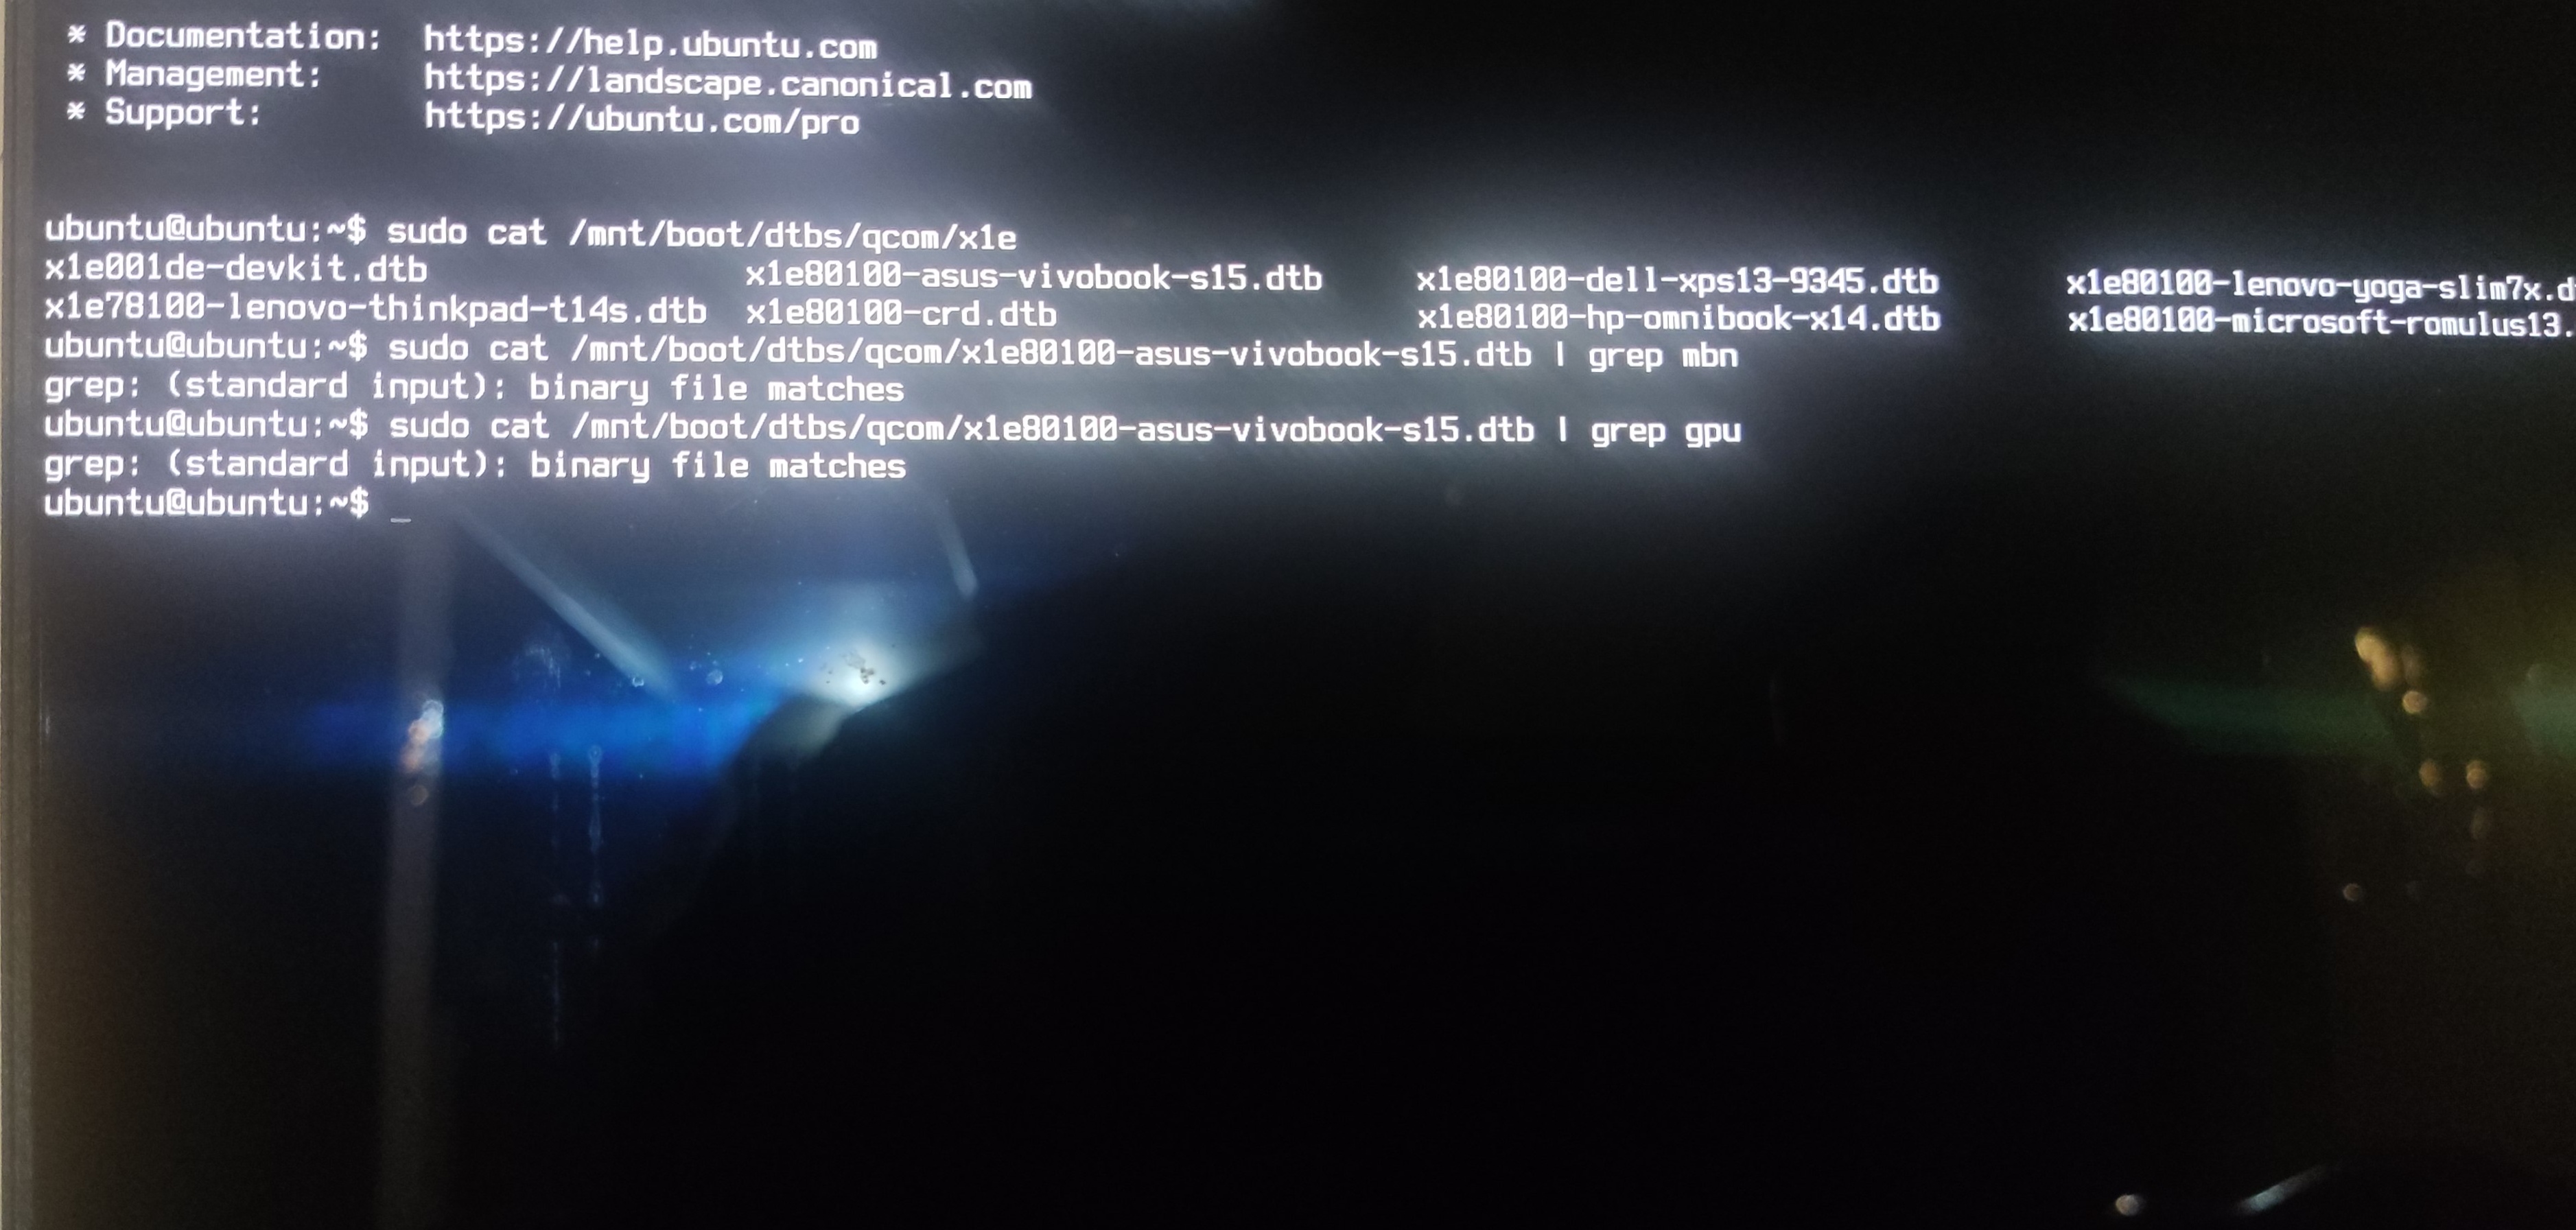 * Documentation:  https://help.ubuntu.com
* Management:     https://landscape.canonical.com
* Support:        https://ubuntu.com/pro
ubuntu@ubuntu:~$ sudo cat /mnt/boot/dtbs/qcom/x1e
x1e001de-devkit.dtb x1e80100-asus-vivobook-s15.dtb x1e80100-dell-xps13-9345.dtb x1e80100-lenovo-yoga-slim7x.d
x1e78100-lenovo-thinkpad-t14s.dtb x1e80100-crd.dtb x1e80100-hp-omnibook-x14.dtb x1e80100-microsoft-romulus13.
ubuntu@ubuntu:~$ sudo cat /mnt/boot/dtbs/qcom/x1e80100-asus-vivobook-s15.dtb | grep mbn
grep: (standard input): binary file matches
ubuntu@ubuntu:~$ sudo cat /mnt/boot/dtbs/qcom/x1e80100-asus-vivobook-s15.dtb | grep gpu
grep: (standard input): binary file matches
ubuntu@ubuntu:~$ _